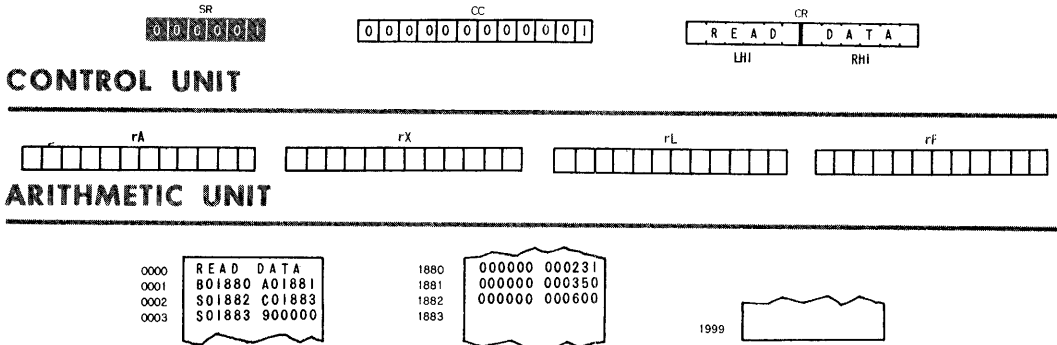 SR CC CR
000001 000000000001 READ DATA
LHI RHI
CONTROL UNIT
rA rX rL rF
ARITHMETIC UNIT
0000 READ DATA 1880 000000 000231
0001 B01880 A01881 1881 000000 000350
0002 S01882 C01883 1882 000000 000600
0003 S01883 900000 1883
1999